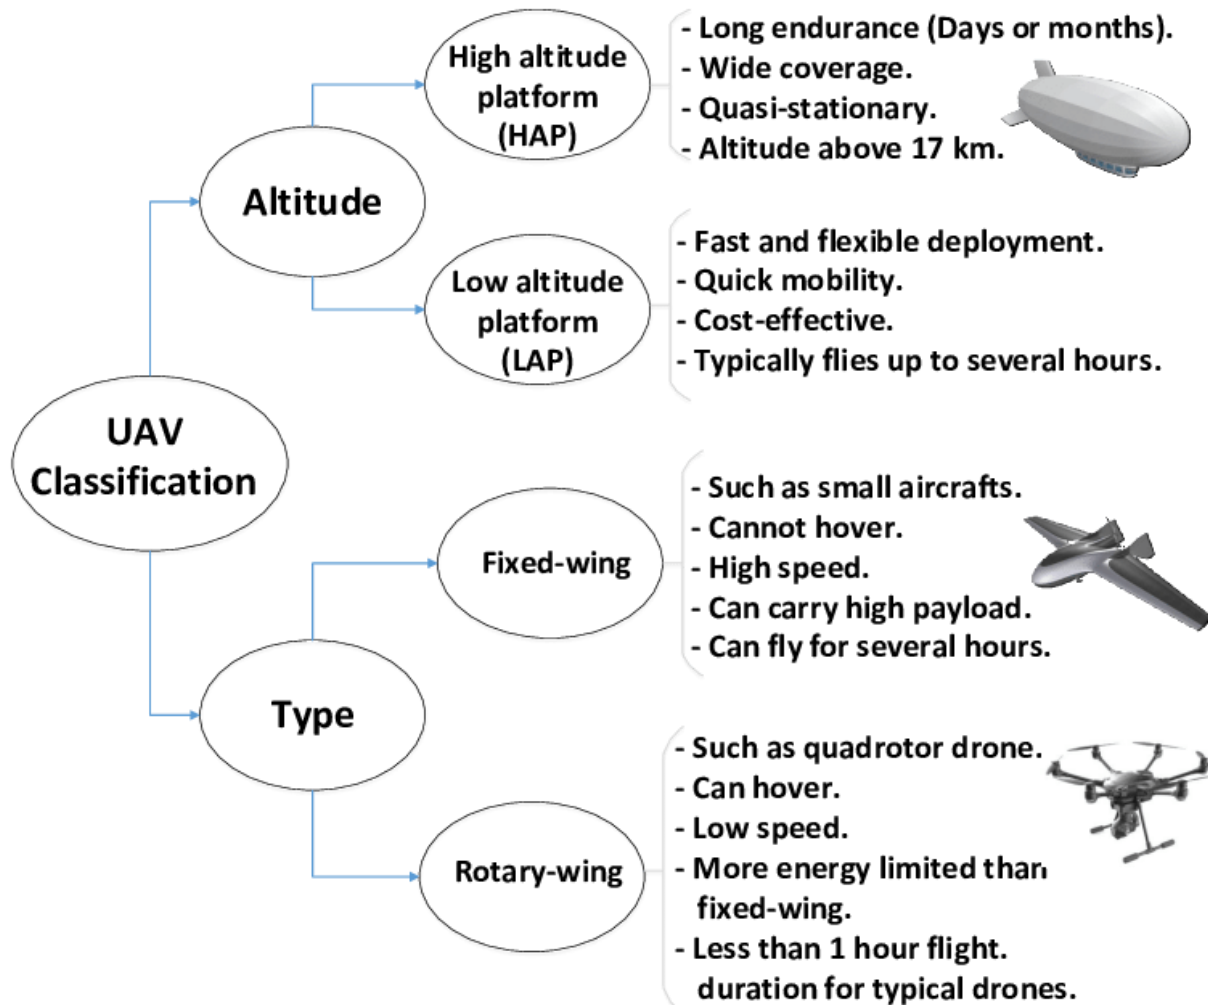 UAV
Classification
Altitude
High altitude
platform
(HAP)
- Long endurance (Days or months).
- Wide coverage.
- Quasi-stationary.
- Altitude above 17 km.
Low altitude
platform
(LAP)
- Fast and flexible deployment.
- Quick mobility.
- Cost-effective.
- Typically flies up to several hours.
Type
Fixed-wing
- Such as small aircrafts.
- Cannot hover.
- High speed.
- Can carry high payload.
- Can fly for several hours.
Rotary-wing
- Such as quadrotor drone.
- Can hover.
- Low speed.
- More energy limited than
fixed-wing.
- Less than 1 hour flight.
duration for typical drones.